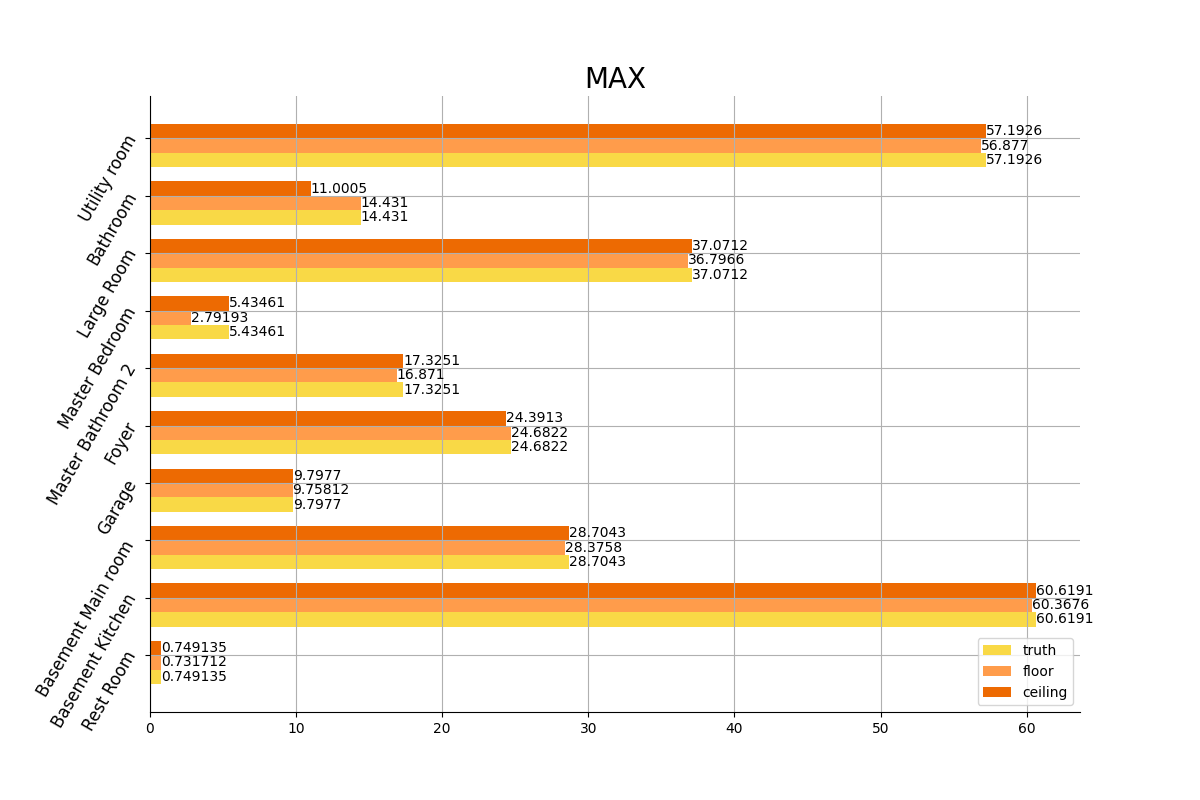 MAX
Utility room
57.1926
56.877
57.1926
Bathroom
11.0005
14.431
14.431
Large Room
37.0712
36.7966
37.0712
Master Bedroom
5.43461
2.79193
5.43461
Master Bathroom 2
17.3251
16.871
17.3251
Foyer
24.3913
24.6822
24.6822
Garage
9.7977
9.75812
9.7977
Basement Main room
28.7043
28.3758
28.7043
Basement Kitchen
60.6191
60.3676
60.6191
Rest Room
0.749135
0.731712
0.749135
truth
floor
ceiling
0 10 20 30 40 50 60